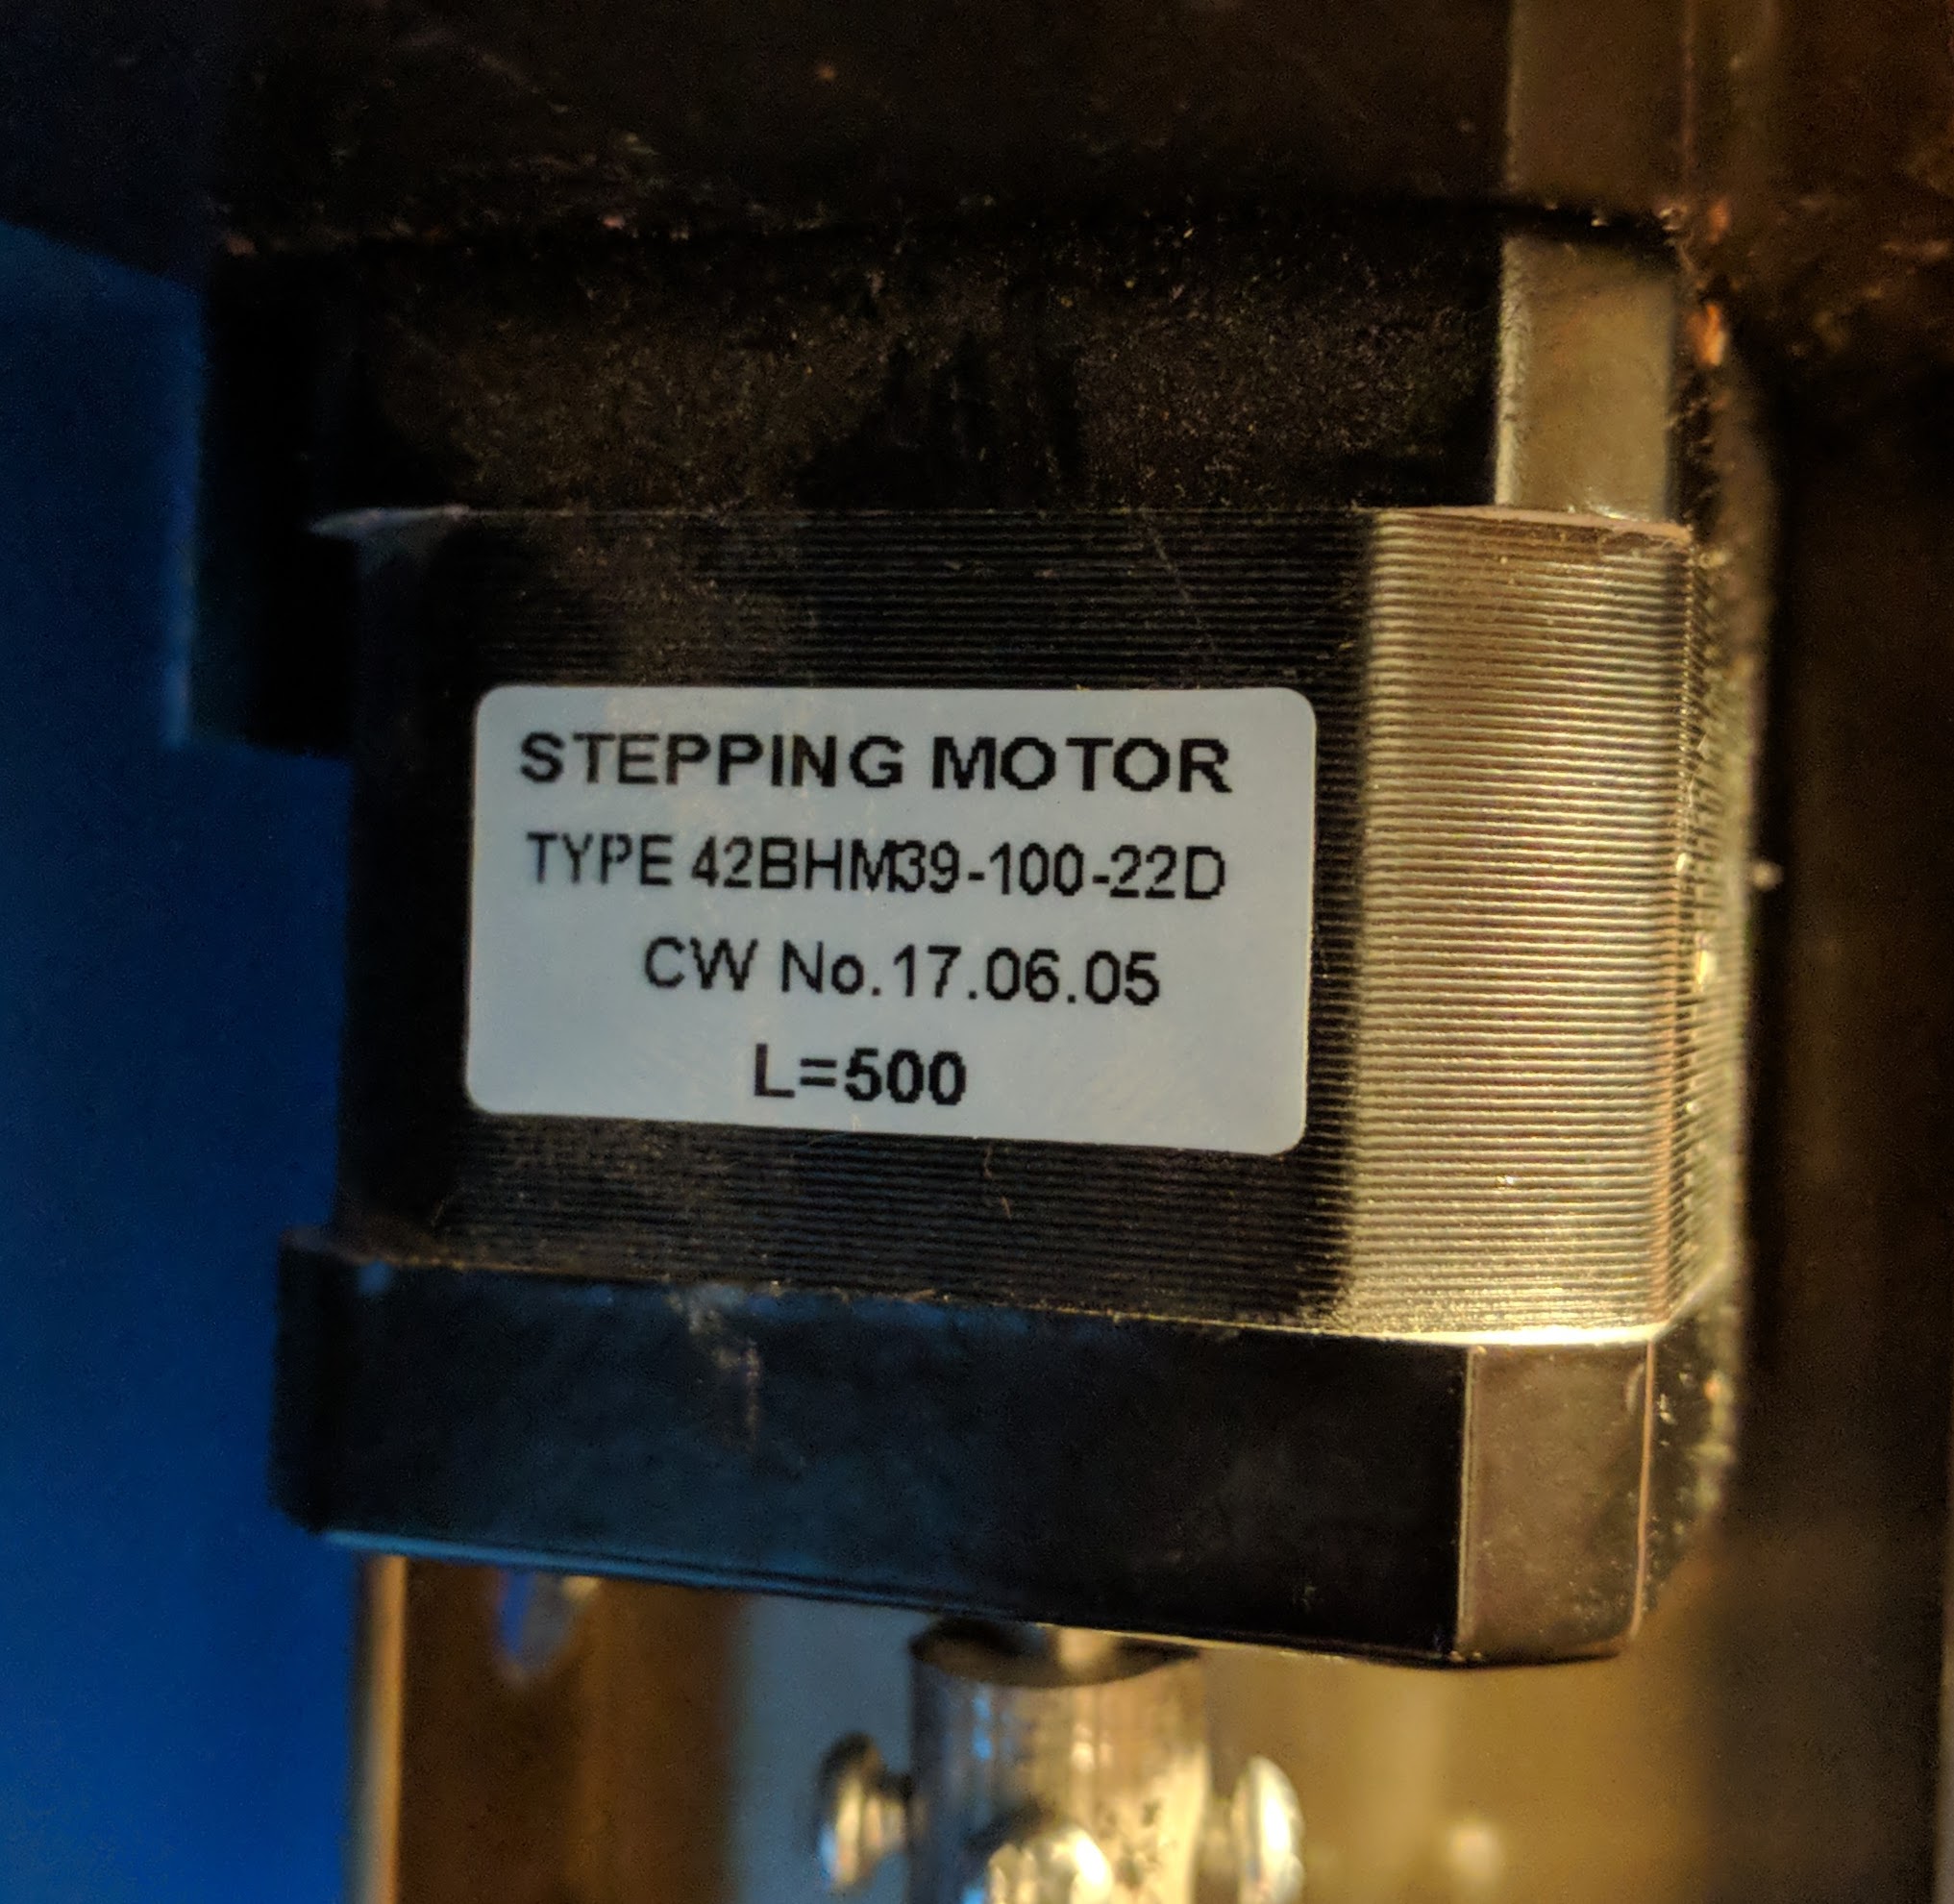 STEPPING MOTOR
TYPE 42BHM39-100-22D
CW No.17.06.05
L=500